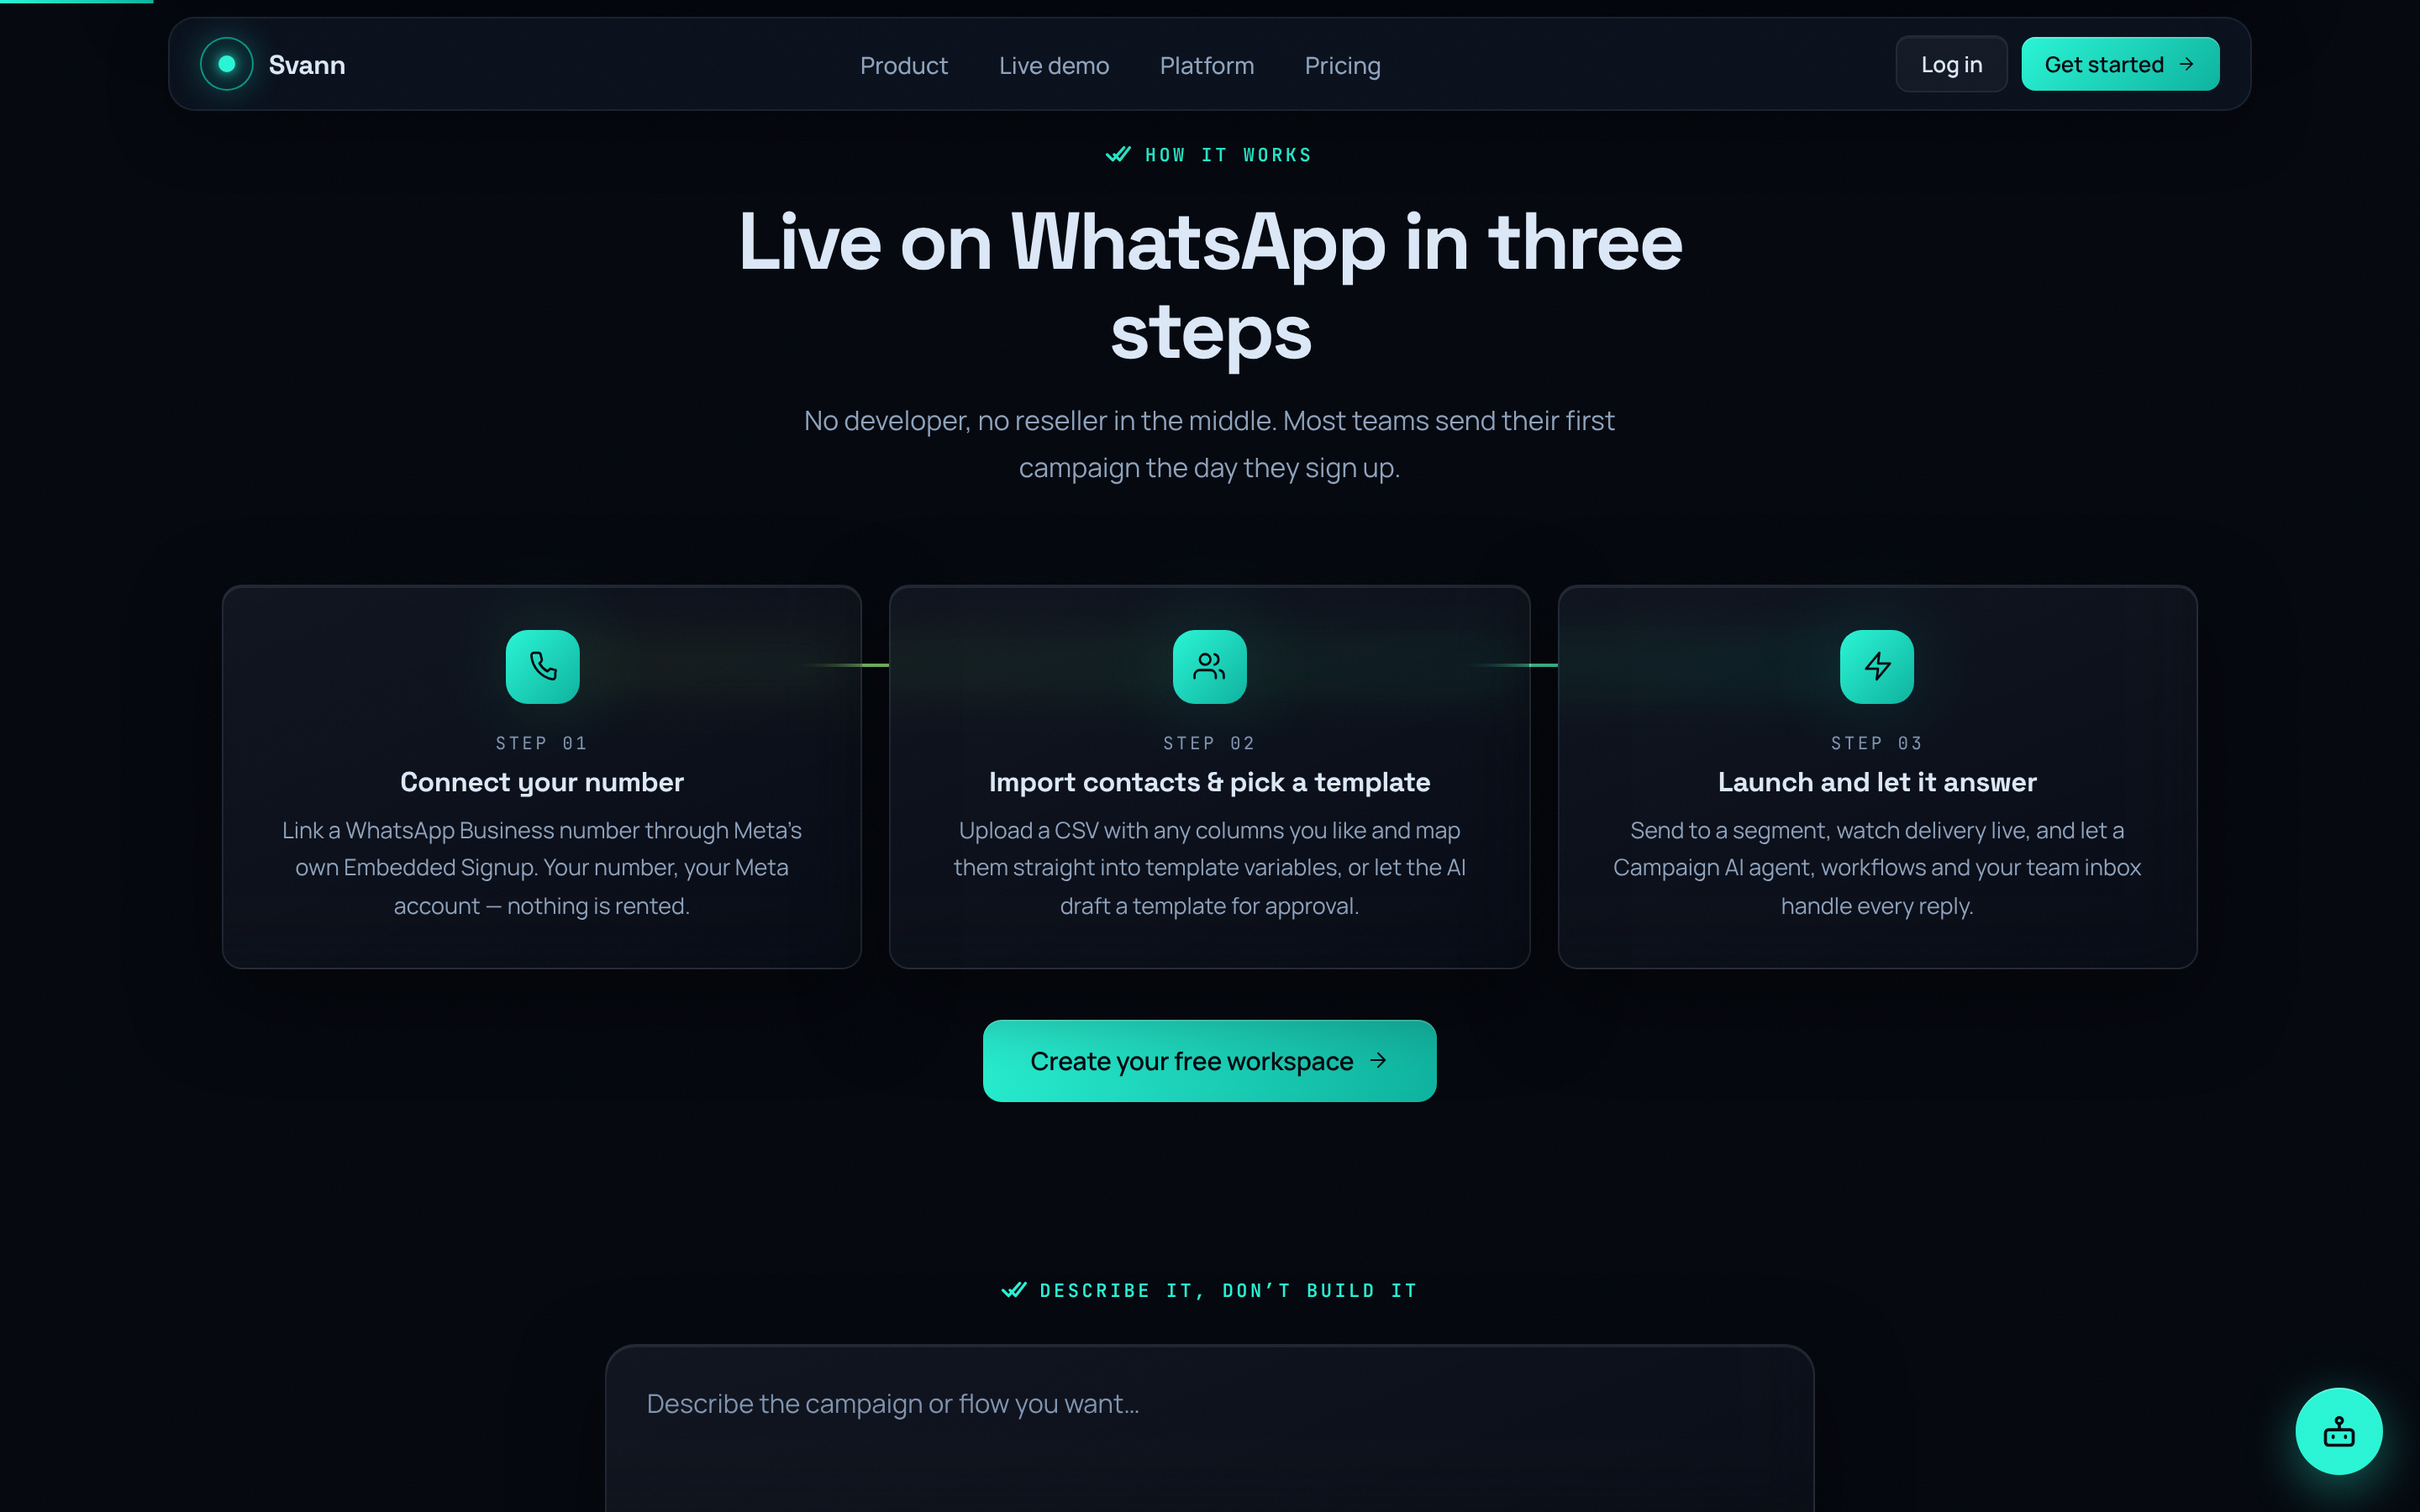 Svann
Product
Live demo
Platform
Pricing
Log in
Get started
HOW IT WORKS
Live on WhatsApp in three
steps
No developer, no reseller in the middle. Most teams send their first
campaign the day they sign up.
STEP 01
Connect your number
Link a WhatsApp Business number through Meta’s
own Embedded Signup. Your number, your Meta
account — nothing is rented.
STEP 02
Import contacts & pick a template
Upload a CSV with any columns you like and map
them straight into template variables, or let the AI
draft a template for approval.
STEP 03
Launch and let it answer
Send to a segment, watch delivery live, and let a
Campaign AI agent, workflows and your team inbox
handle every reply.
Create your free workspace
DESCRIBE IT, DON’T BUILD IT
Describe the campaign or flow you want…